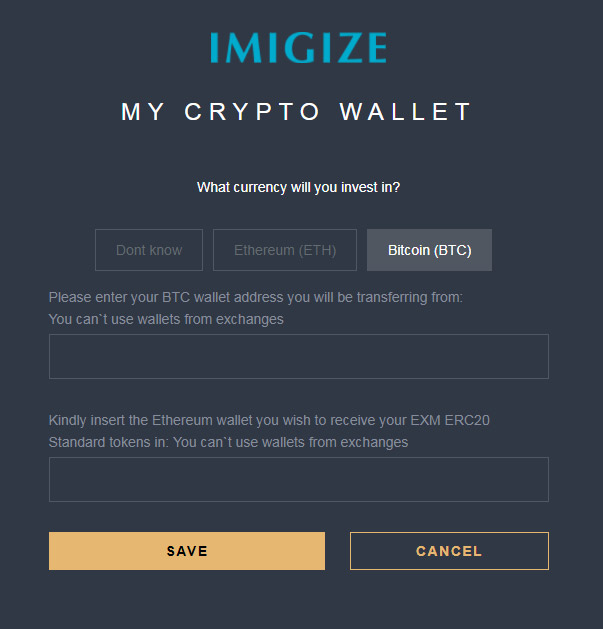 IMIGIZE
MY CRYPTO WALLET
What currency will you invest in?
Dont know
Ethereum (ETH)
Bitcoin (BTC)
Please enter your BTC wallet address you will be transferring from:
You can`t use wallets from exchanges
Kindly insert the Ethereum wallet you wish to receive your EXM ERC20
Standard tokens in: You can`t use wallets from exchanges
SAVE
CANCEL